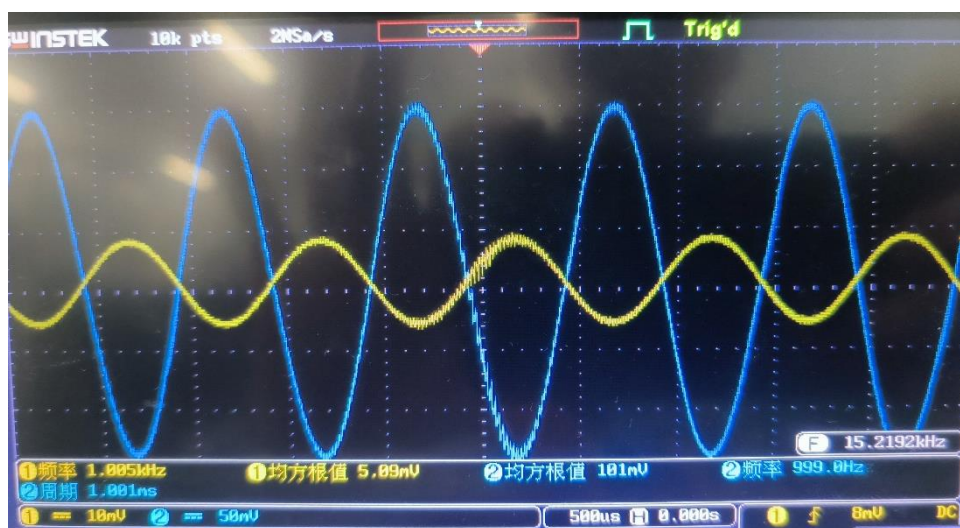 GWINSTEK 10k pts 2MSa/s Trig'd
F 15.2192kHz
1 频率 1.005kHz 1 均方根值 5.09mV 2 均方根值 101mV 2 频率 999.0Hz
2 周期 1.001ms
1 10mV 2 50mV 500us H 0.000s 1 8mV DC